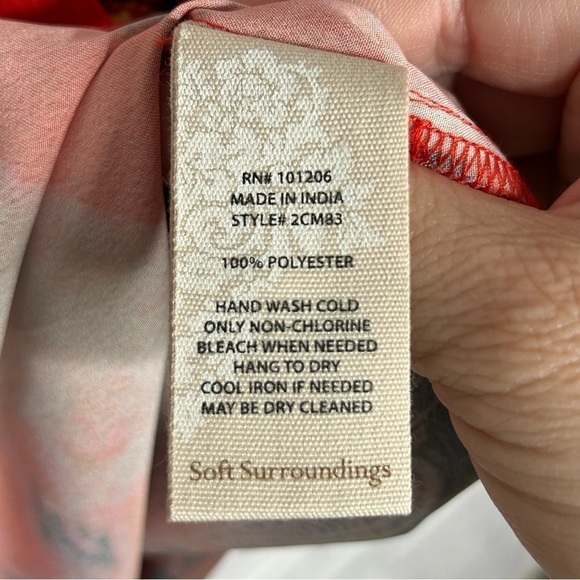 RN# 101206
MADE IN INDIA
STYLE# 2CM83
100% POLYESTER
HAND WASH COLD
ONLY NON-CHLORINE
BLEACH WHEN NEEDED
HANG TO DRY
COOL IRON IF NEEDED
MAY BE DRY CLEANED
Soft Surroundings